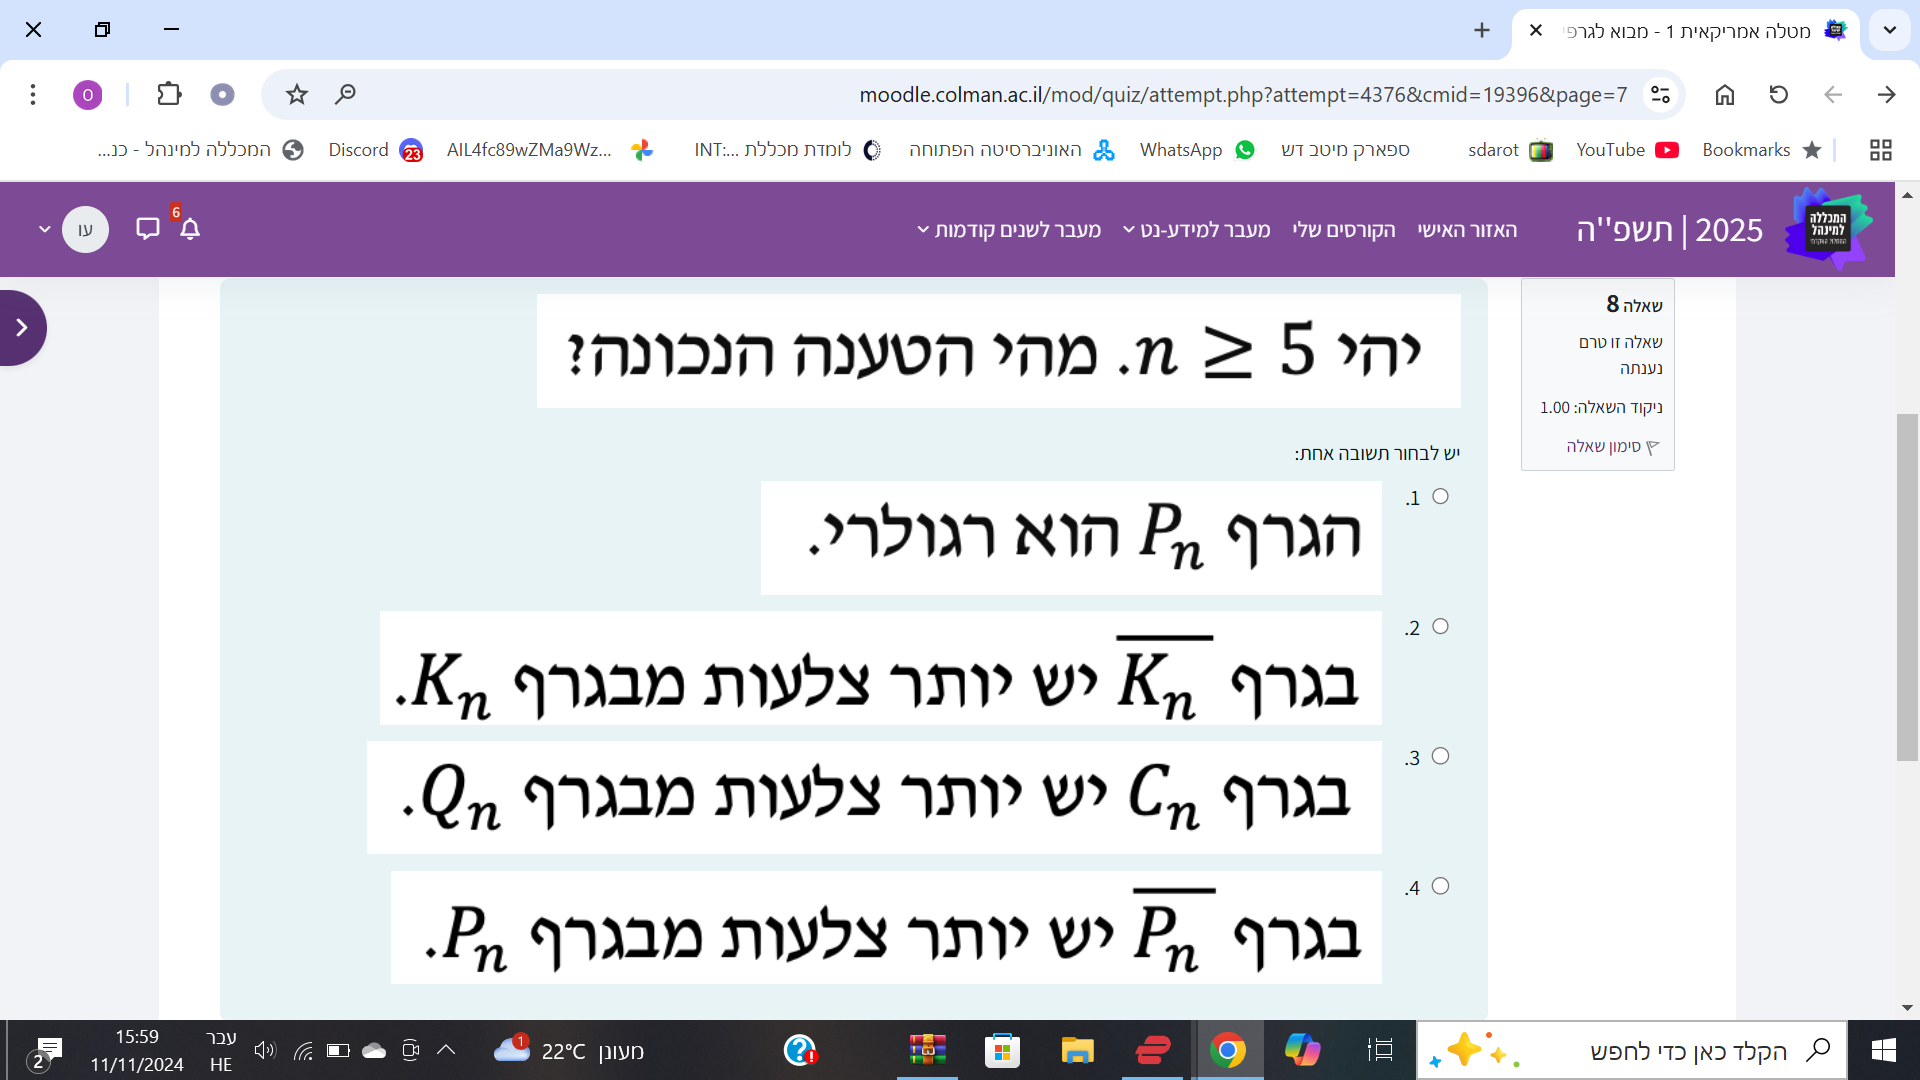 מטלה אמריקאית 1 - מבוא לגרפי
moodle.colman.ac.il/mod/quiz/attempt.php?attempt=4376&cmid=19396&page=7
O
Bookmarks
YouTube
sdarot
ספארק מיטב דש
WhatsApp
האוניברסיטה הפתוחה
לומדת מכללת INT:...
AIL4fc89wZMa9Wz...
Discord
23
המכללה למינהל - כנ...
המכללה למינהל
2025 | תשפ''ה
האזור האישי
הקורסים שלי
מעבר למידע-נט
מעבר לשנים קודמות
6
עו
שאלה 8
שאלה זו טרם
נענתה
ניקוד השאלה: 1.00
סימון שאלה
יהי n ≥ 5. מהי הטענה הנכונה?
יש לבחור תשובה אחת:
1. הגרף P_n הוא רגולרי.
2. בגרף \overline{K_n} יש יותר צלעות מבגרף K_n.
3. בגרף C_n יש יותר צלעות מבגרף Q_n.
4. בגרף \overline{P_n} יש יותר צלעות מבגרף P_n.
הקלד כאן כדי לחפש
1
22°C מעונן
עבר
HE
15:59
11/11/2024
2